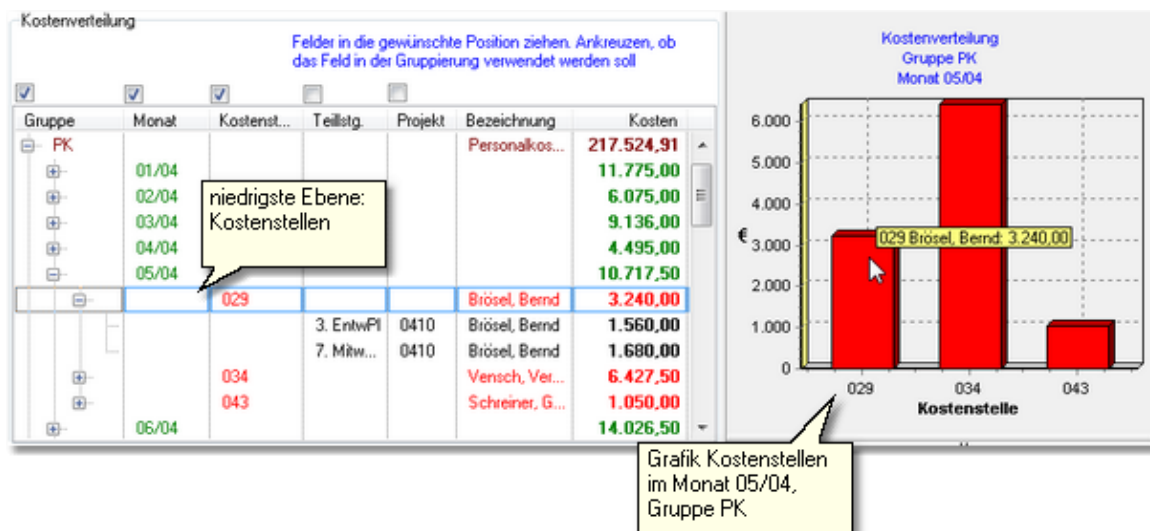 Kostenverteilung
Felder in die gewünschte Position ziehen. Ankreuzen, ob
das Feld in der Gruppierung verwendet werden soll
Gruppe Monat Kostenst... Teillstg. Projekt Bezeichnung Kosten
PK Personalkos... 217.524,91
01/04 11.775,00
02/04 6.075,00
03/04 9.136,00
04/04 4.495,00
05/04 10.717,50
029 Brösel, Bernd 3.240,00
3. EntwPl 0410 Brösel, Bernd 1.560,00
7. Mitw... 0410 Brösel, Bernd 1.680,00
034 Vensch, Ver... 6.427,50
043 Schreiner, G... 1.050,00
06/04 14.026,50
niedrigste Ebene:
Kostenstellen
Kostenverteilung
Gruppe PK
Monat 05/04
6.000
5.000
4.000
€
3.000
2.000
1.000
0
029 Brösel, Bernd: 3.240,00
029 034 043
Kostenstelle
Grafik Kostenstellen
im Monat 05/04,
Gruppe PK